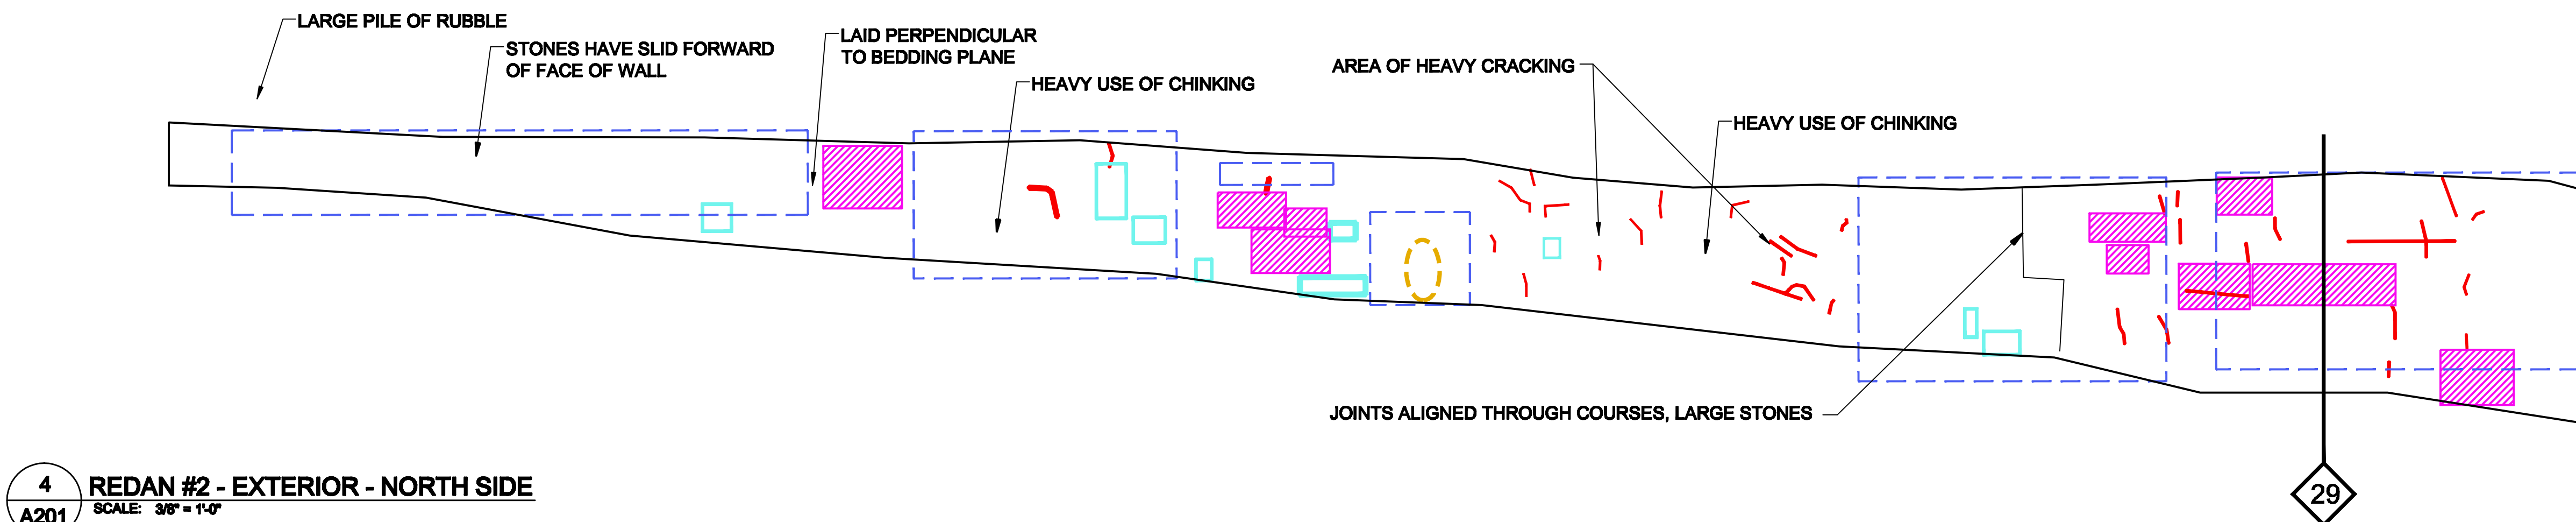 LARGE PILE OF RUBBLE
STONES HAVE SLID FORWARD
OF FACE OF WALL
LAID PERPENDICULAR
TO BEDDING PLANE
HEAVY USE OF CHINKING
AREA OF HEAVY CRACKING
HEAVY USE OF CHINKING
JOINTS ALIGNED THROUGH COURSES, LARGE STONES
29
4
A201
REDAN #2 - EXTERIOR - NORTH SIDE
SCALE: 3/8" = 1'-0"